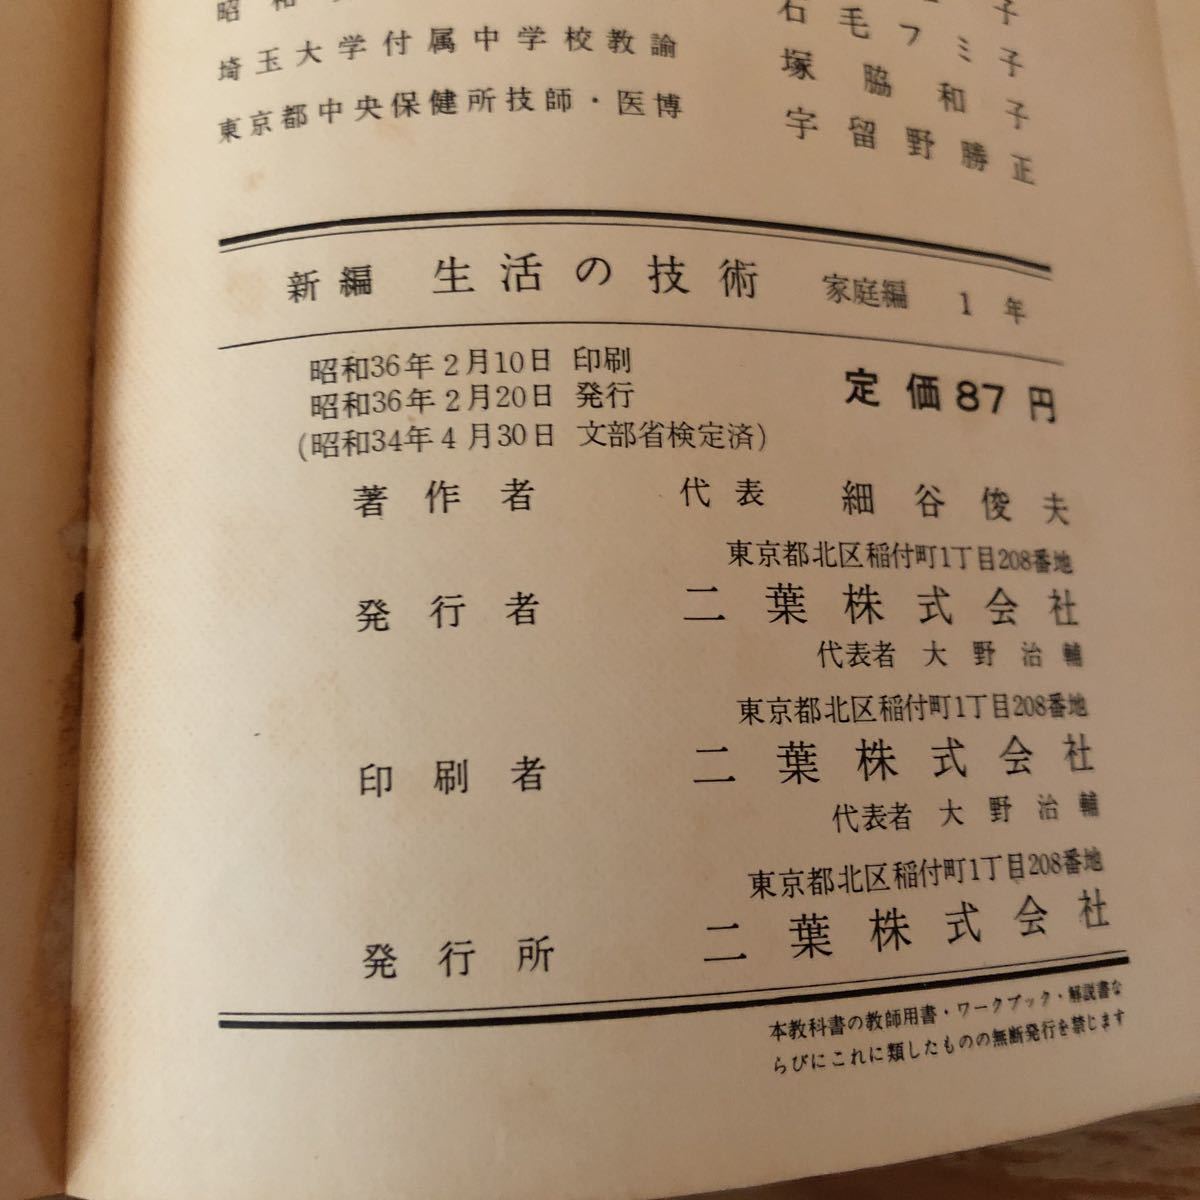 昭和
石毛フミ子
埼玉大学付属中学校教諭 塚脇和子
東京都中央保健所技師・医博 宇留野勝正
新編 生活の技術 家庭編 1年
昭和36年2月10日 印刷
昭和36年2月20日 発行
定価87円
(昭和34年4月30日 文部省検定済)
著作者 代表 細谷俊夫
東京都北区稲付町1丁目208番地
発行者 二葉株式会社
代表者 大野治輔
東京都北区稲付町1丁目208番地
印刷者 二葉株式会社
代表者 大野治輔
東京都北区稲付町1丁目208番地
発行所 二葉株式会社
本教科書の教師用書・ワークブック・解説書な
らびにこれに類したものの無断発行を禁じます